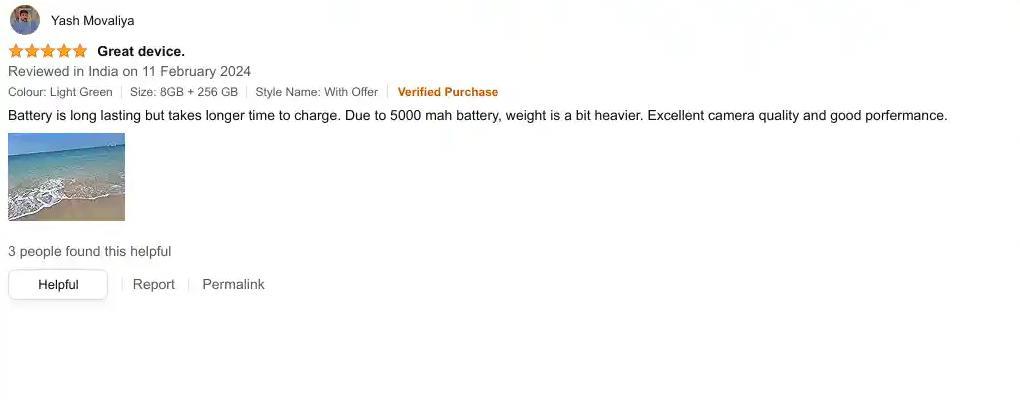 Yash Movaliya
Great device.
Reviewed in India on 11 February 2024
Colour: Light Green Size: 8GB + 256 GB Style Name: With Offer Verified Purchase
Battery is long lasting but takes longer time to charge. Due to 5000 mah battery, weight is a bit heavier. Excellent camera quality and good porfermance.
3 people found this helpful
Helpful Report Permalink